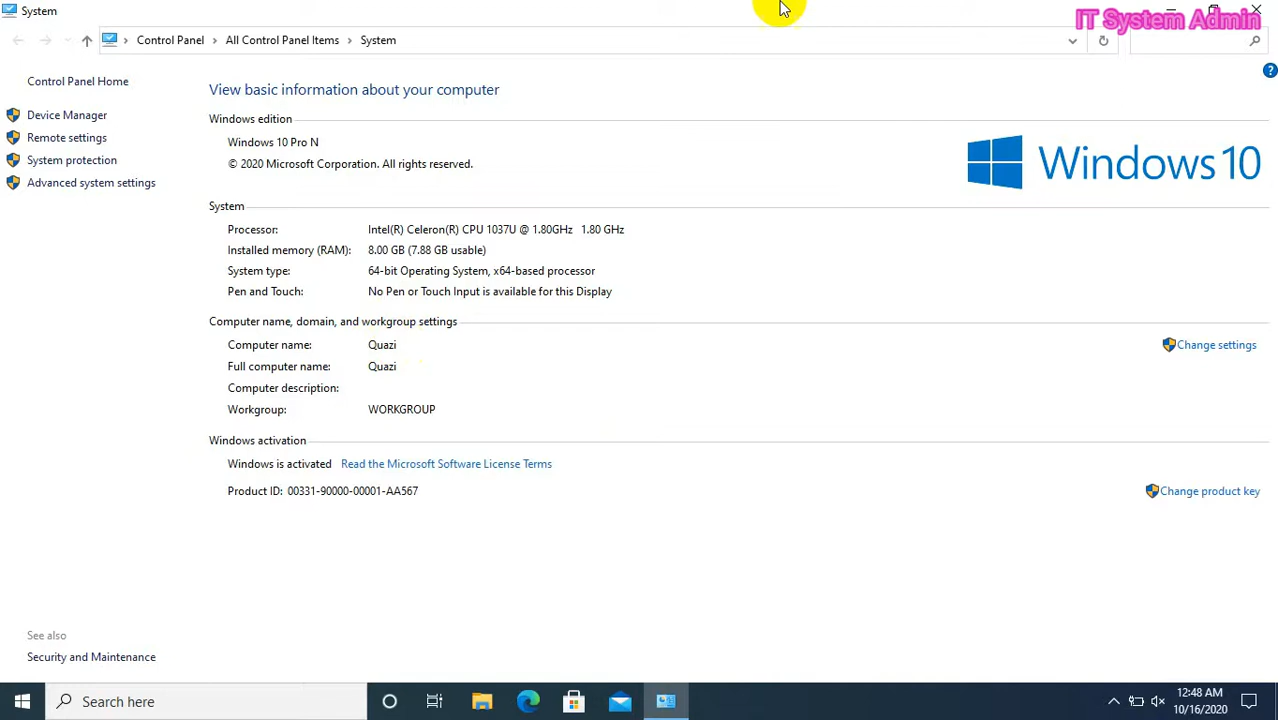 System
IT System Admin
Control Panel > All Control Panel Items > System
Control Panel Home
Device Manager
Remote settings
System protection
Advanced system settings
View basic information about your computer
Windows edition
Windows 10 Pro N
© 2020 Microsoft Corporation. All rights reserved.
Windows 10
System
Processor: Intel(R) Celeron(R) CPU 1037U @ 1.80GHz 1.80 GHz
Installed memory (RAM): 8.00 GB (7.88 GB usable)
System type: 64-bit Operating System, x64-based processor
Pen and Touch: No Pen or Touch Input is available for this Display
Computer name, domain, and workgroup settings
Computer name: Quazi
Change settings
Full computer name: Quazi
Computer description:
Workgroup: WORKGROUP
Windows activation
Windows is activated Read the Microsoft Software License Terms
Product ID: 00331-90000-00001-AA567
Change product key
See also
Security and Maintenance
Search here
12:48 AM
10/16/2020